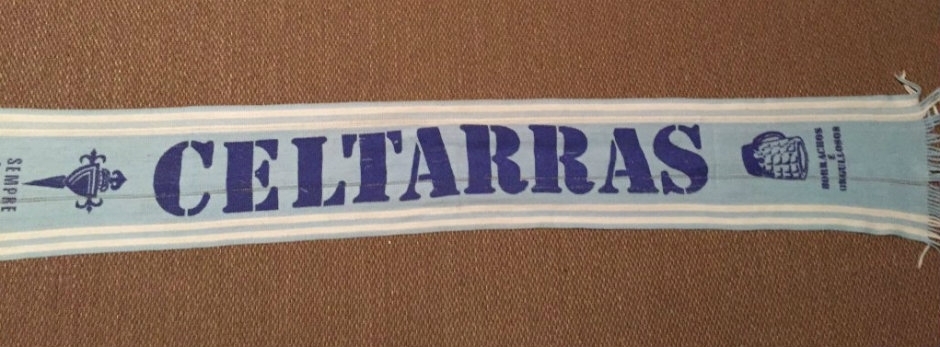 SEMPRE
CELTARRAS
BORRACHOS
É
ORGULLOSOS